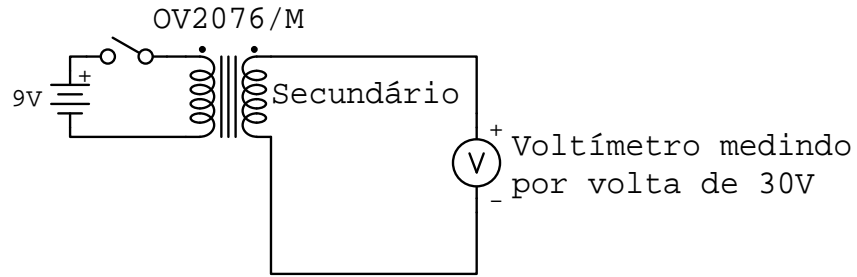 OV2076/M
9V
+
Secundário
V
+
-
Voltímetro medindo
por volta de 30V